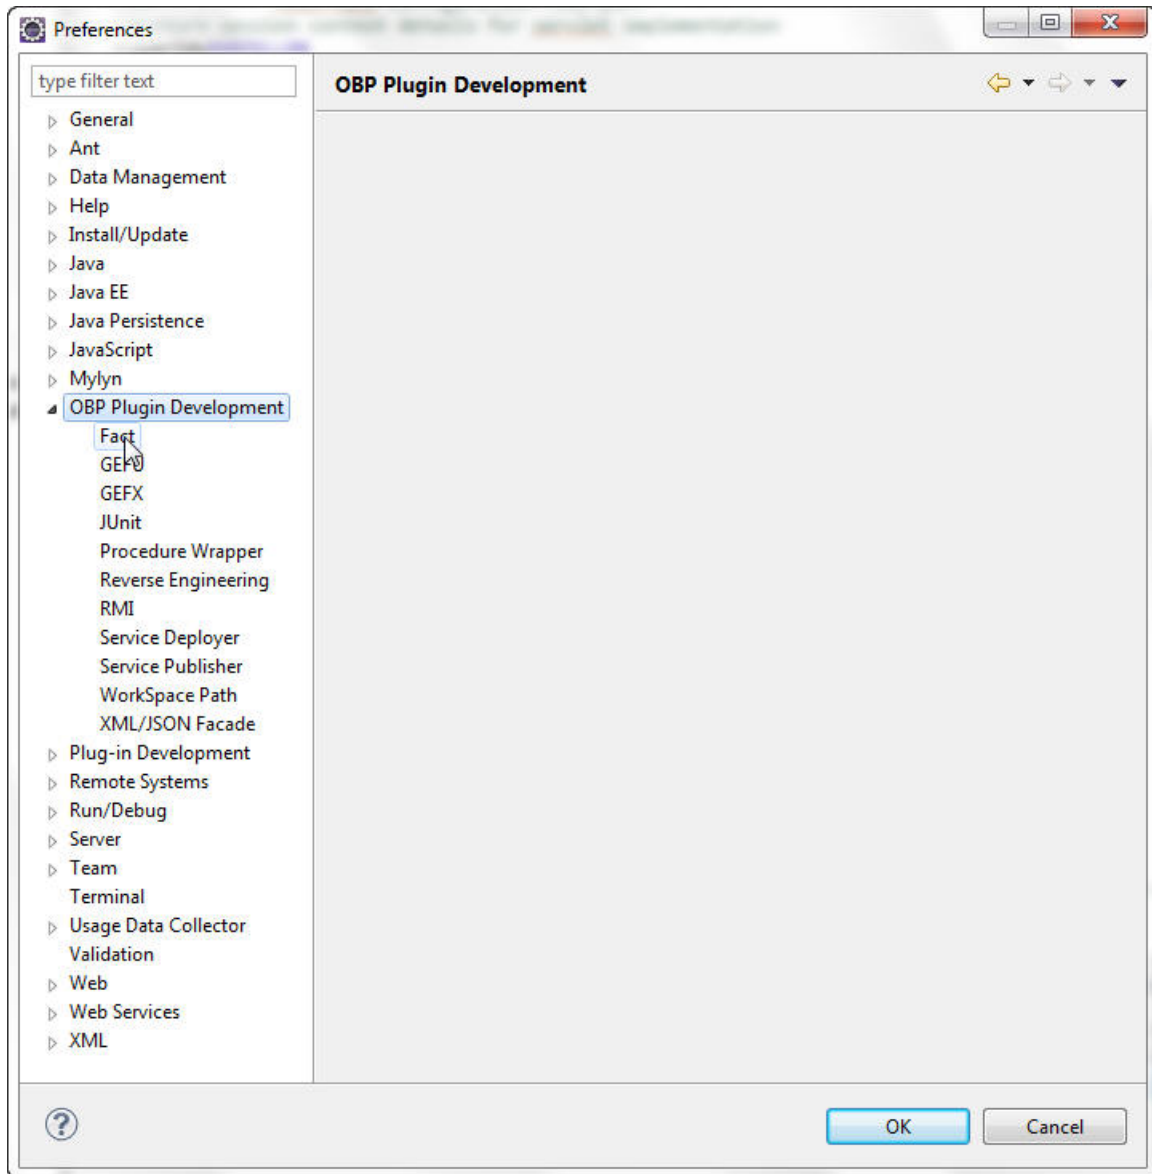 Preferences
type filter text
OBP Plugin Development
General
Ant
Data Management
Help
Install/Update
Java
Java EE
Java Persistence
JavaScript
Mylyn
OBP Plugin Development
Fact
GEFU
GEFX
JUnit
Procedure Wrapper
Reverse Engineering
RMI
Service Deployer
Service Publisher
WorkSpace Path
XML/JSON Facade
Plug-in Development
Remote Systems
Run/Debug
Server
Team
Terminal
Usage Data Collector
Validation
Web
Web Services
XML
OK
Cancel